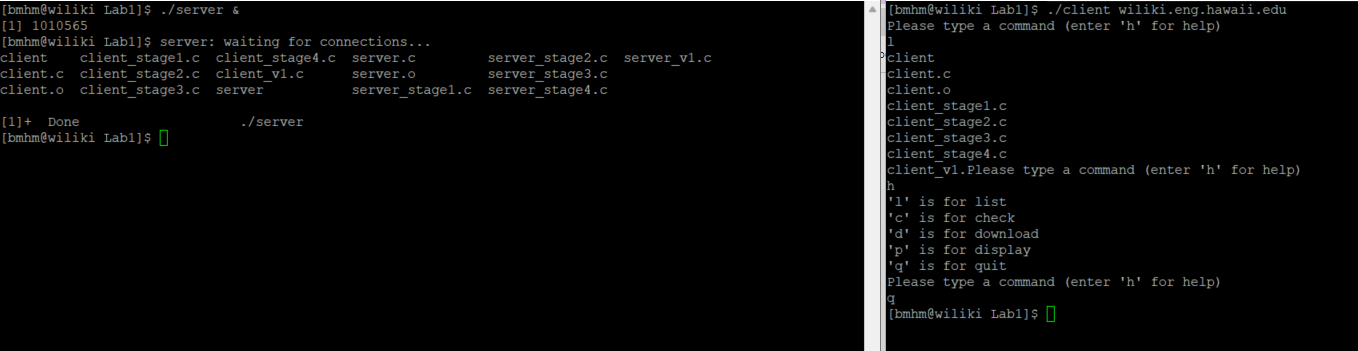 [bmhm@wiliki Lab1]$ ./server &
[1] 1010565
[bmhm@wiliki Lab1]$ server: waiting for connections...
client    client_stage1.c  client_stage4.c  server.c         server_stage2.c  server_v1.c
client.c  client_stage2.c  client_v1.c      server.o         server_stage3.c
client.o  client_stage3.c  server           server_stage1.c  server_stage4.c
[1]+  Done                    ./server
[bmhm@wiliki Lab1]$
[bmhm@wiliki Lab1]$ ./client wiliki.eng.hawaii.edu
Please type a command (enter 'h' for help)
l
client
client.c
client.o
client_stage1.c
client_stage2.c
client_stage3.c
client_stage4.c
client_v1.Please type a command (enter 'h' for help)
h
'l' is for list
'c' is for check
'd' is for download
'p' is for display
'q' is for quit
Please type a command (enter 'h' for help)
q
[bmhm@wiliki Lab1]$